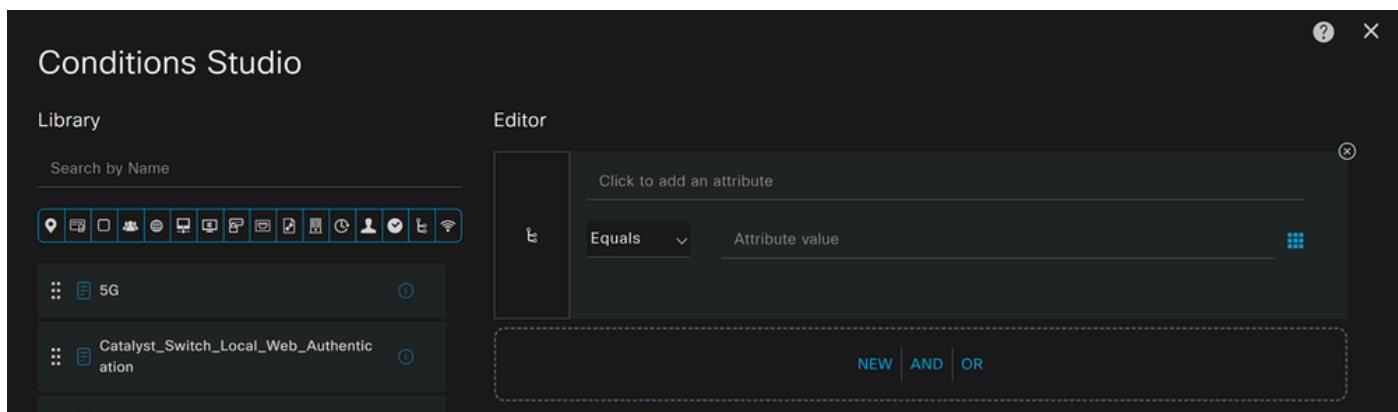 Conditions Studio
Library
Search by Name
5G
Catalyst_Switch_Local_Web_Authentic
ation
Editor
Click to add an attribute
Equals
Attribute value
NEW AND OR